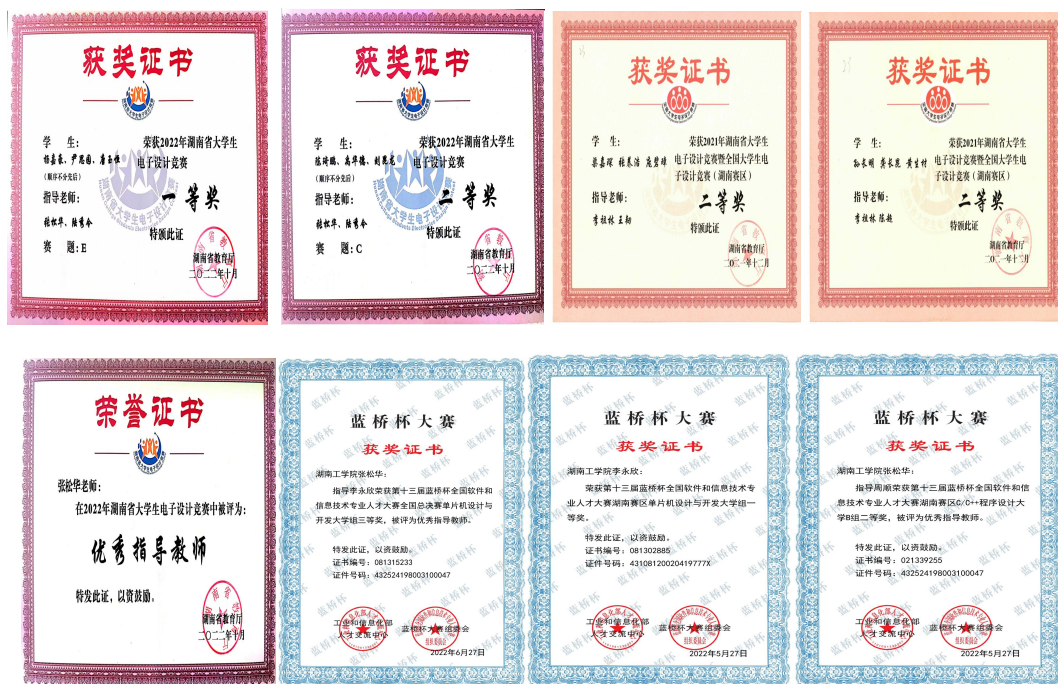 获奖证书
学 生: 荣获2022年湖南省大学生
电子设计竞赛
(顺序不分先后)
指导老师: 一等奖
张松华、陆秀令
赛 题:E 特颁此证
湖南省教育厅
二〇二二年十月
获奖证书
学 生: 荣获2022年湖南省大学生
电子设计竞赛
(顺序不分先后)
指导老师: 二等奖
张松华、陆秀令
赛 题:C 特颁此证
湖南省教育厅
二〇二二年十月
获奖证书
学 生: 荣获2021年湖南省大学生
电子设计竞赛暨全国大学生电
子设计竞赛(湖南赛区)
指导老师: 二等奖
李祖林
特颁此证
湖南省教育厅
二〇二一年十二月
获奖证书
学 生: 荣获2021年湖南省大学生
电子设计竞赛暨全国大学生电
子设计竞赛(湖南赛区)
指导老师: 二等奖
李祖林
特颁此证
湖南省教育厅
二〇二一年十二月
荣誉证书
张松华老师:
在2022年湖南省大学生电子设计竞赛中被评为:
优秀指导教师
特发此证,以资鼓励。
湖南省教育厅
二〇二二年十月
蓝桥杯大赛
获奖证书
湖南工学院张松华:
指导李永欣荣获第十三届蓝桥杯全国软件和
信息技术专业人才大赛全国总决赛单片机设计与
开发大学组三等奖,被评为优秀指导教师。
特发此证,以资鼓励。
证书编号:081315233
证件号码:432524198003100047
工业和信息化部
人才交流中心
蓝桥杯大赛组委会
2022年6月27日
蓝桥杯大赛
获奖证书
湖南工学院李永欣:
荣获第十三届蓝桥杯全国软件和信息技术专
业人才大赛湖南赛区单片机设计与开发大学组一
等奖。
特发此证,以资鼓励。
证书编号:081302885
证件号码:43108120020419777X
工业和信息化部
人才交流中心
蓝桥杯大赛组委会
2022年5月27日
蓝桥杯大赛
获奖证书
湖南工学院张松华:
指导周顺荣获第十三届蓝桥杯全国软件和信
息技术专业人才大赛湖南赛区C/C++程序设计大
学B组二等奖,被评为优秀指导教师。
特发此证,以资鼓励。
证书编号:021339255
证件号码:432524198003100047
工业和信息化部
人才交流中心
蓝桥杯大赛组委会
2022年5月27日